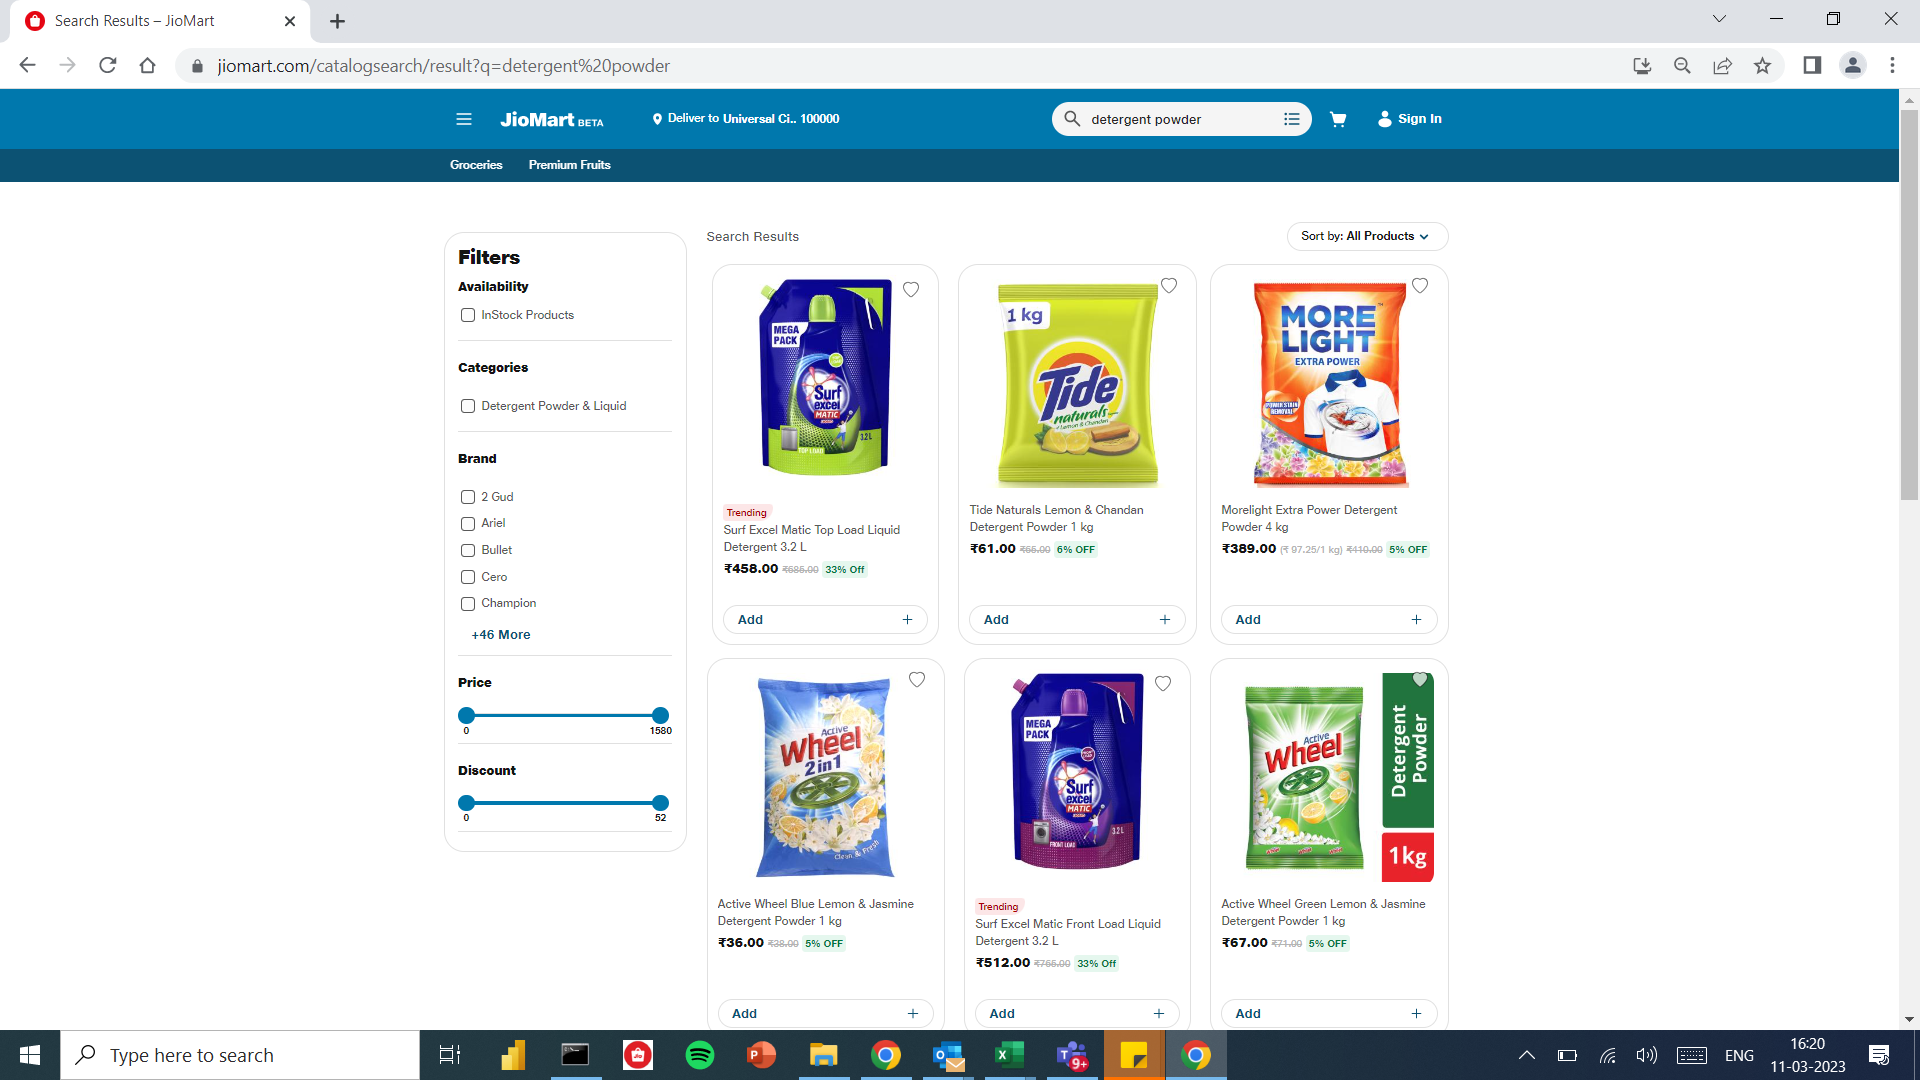 Search Results – JioMart
jiomart.com/catalogsearch/result?q=detergent%20powder
JioMart BETA
Deliver to Universal Ci.. 100000
detergent powder
Sign In
Groceries
Premium Fruits
Filters
Availability
InStock Products
Categories
Detergent Powder & Liquid
Brand
2 Gud
Ariel
Bullet
Cero
Champion
+46 More
Price
0
1580
Discount
0
52
Search Results
Sort by: All Products
MEGA
PACK
Surf
excel
MATIC
3.2 L
TOP LOAD
Trending
Surf Excel Matic Top Load Liquid
Detergent 3.2 L
₹458.00 ₹685.00 33% Off
Add
1 kg
Tide
naturals
Lemon & Chandan
Tide Naturals Lemon & Chandan
Detergent Powder 1 kg
₹61.00 ₹65.00 6% OFF
Add
MORE
LIGHT
EXTRA POWER
POWER STAIN
REMOVAL
Morelight Extra Power Detergent
Powder 4 kg
₹389.00 (₹ 97.25/1 kg) ₹410.00 5% OFF
Add
Active
Wheel
2in1
Clean & Fresh
Active Wheel Blue Lemon & Jasmine
Detergent Powder 1 kg
₹36.00 ₹38.00 5% OFF
Add
MEGA
PACK
Surf
excel
MATIC
3.2 L
FRONT LOAD
Trending
Surf Excel Matic Front Load Liquid
Detergent 3.2 L
₹512.00 ₹765.00 33% Off
Add
Active
Wheel
Detergent
Powder
1kg
Active Wheel Green Lemon & Jasmine
Detergent Powder 1 kg
₹67.00 ₹71.00 5% OFF
Add
Type here to search
9+
ENG
16:20
11-03-2023